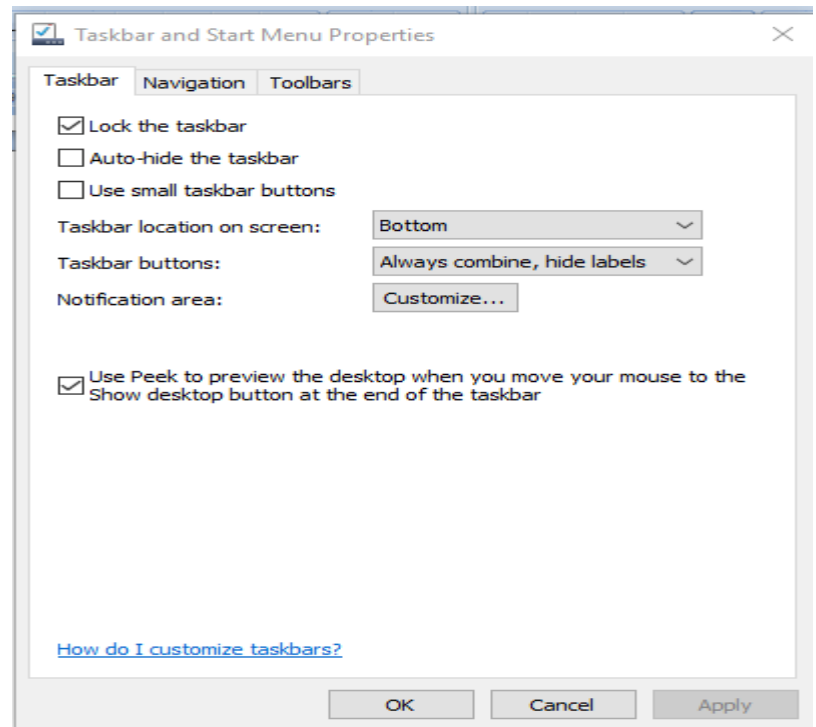 Taskbar and Start Menu Properties
Taskbar
Navigation
Toolbars
Lock the taskbar
Auto-hide the taskbar
Use small taskbar buttons
Taskbar location on screen:
Bottom
Taskbar buttons:
Always combine, hide labels
Notification area:
Customize...
Use Peek to preview the desktop when you move your mouse to the
Show desktop button at the end of the taskbar
How do I customize taskbars?
OK
Cancel
Apply